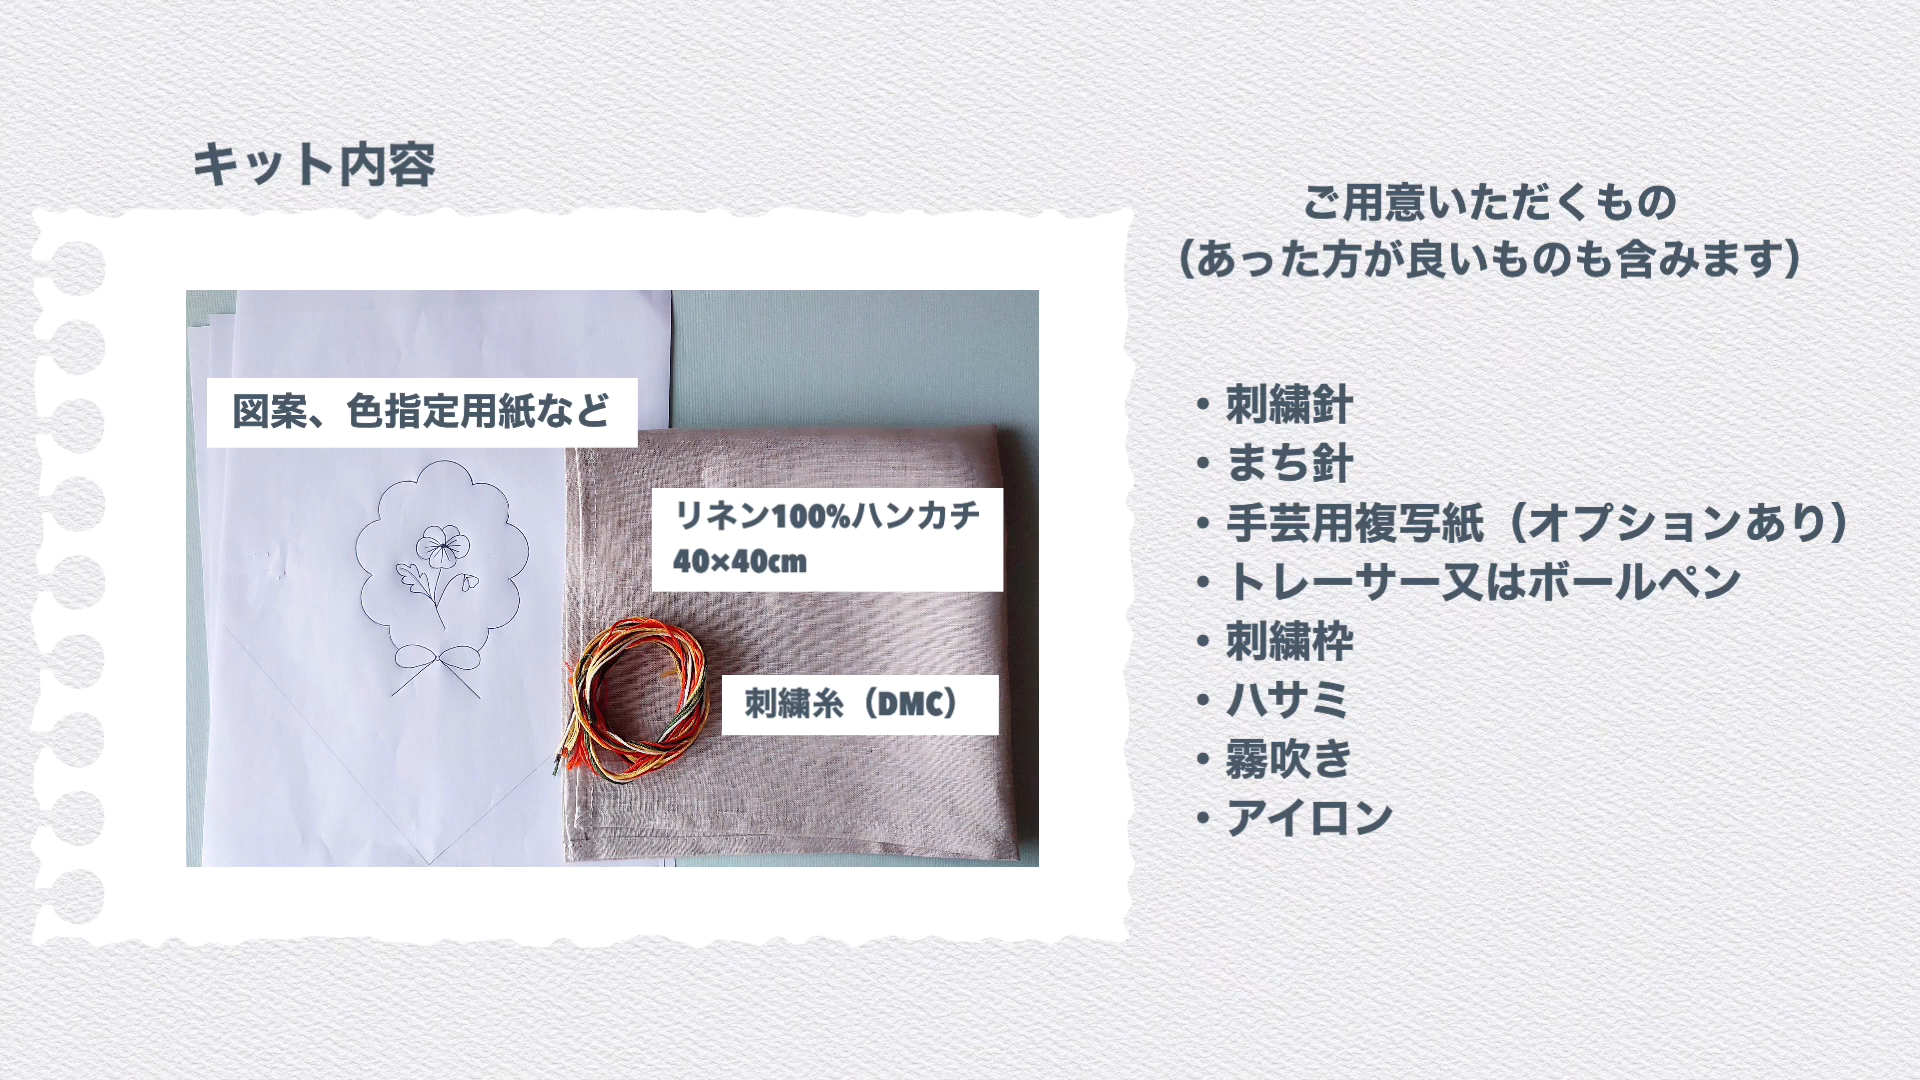 キット内容
図案、色指定用紙など
リネン100%ハンカチ
40×40cm
刺繍糸（DMC）
ご用意いただくもの
（あった方が良いものも含みます）
・刺繍針
・まち針
・手芸用複写紙（オプションあり）
・トレーサー又はボールペン
・刺繍枠
・ハサミ
・霧吹き
・アイロン